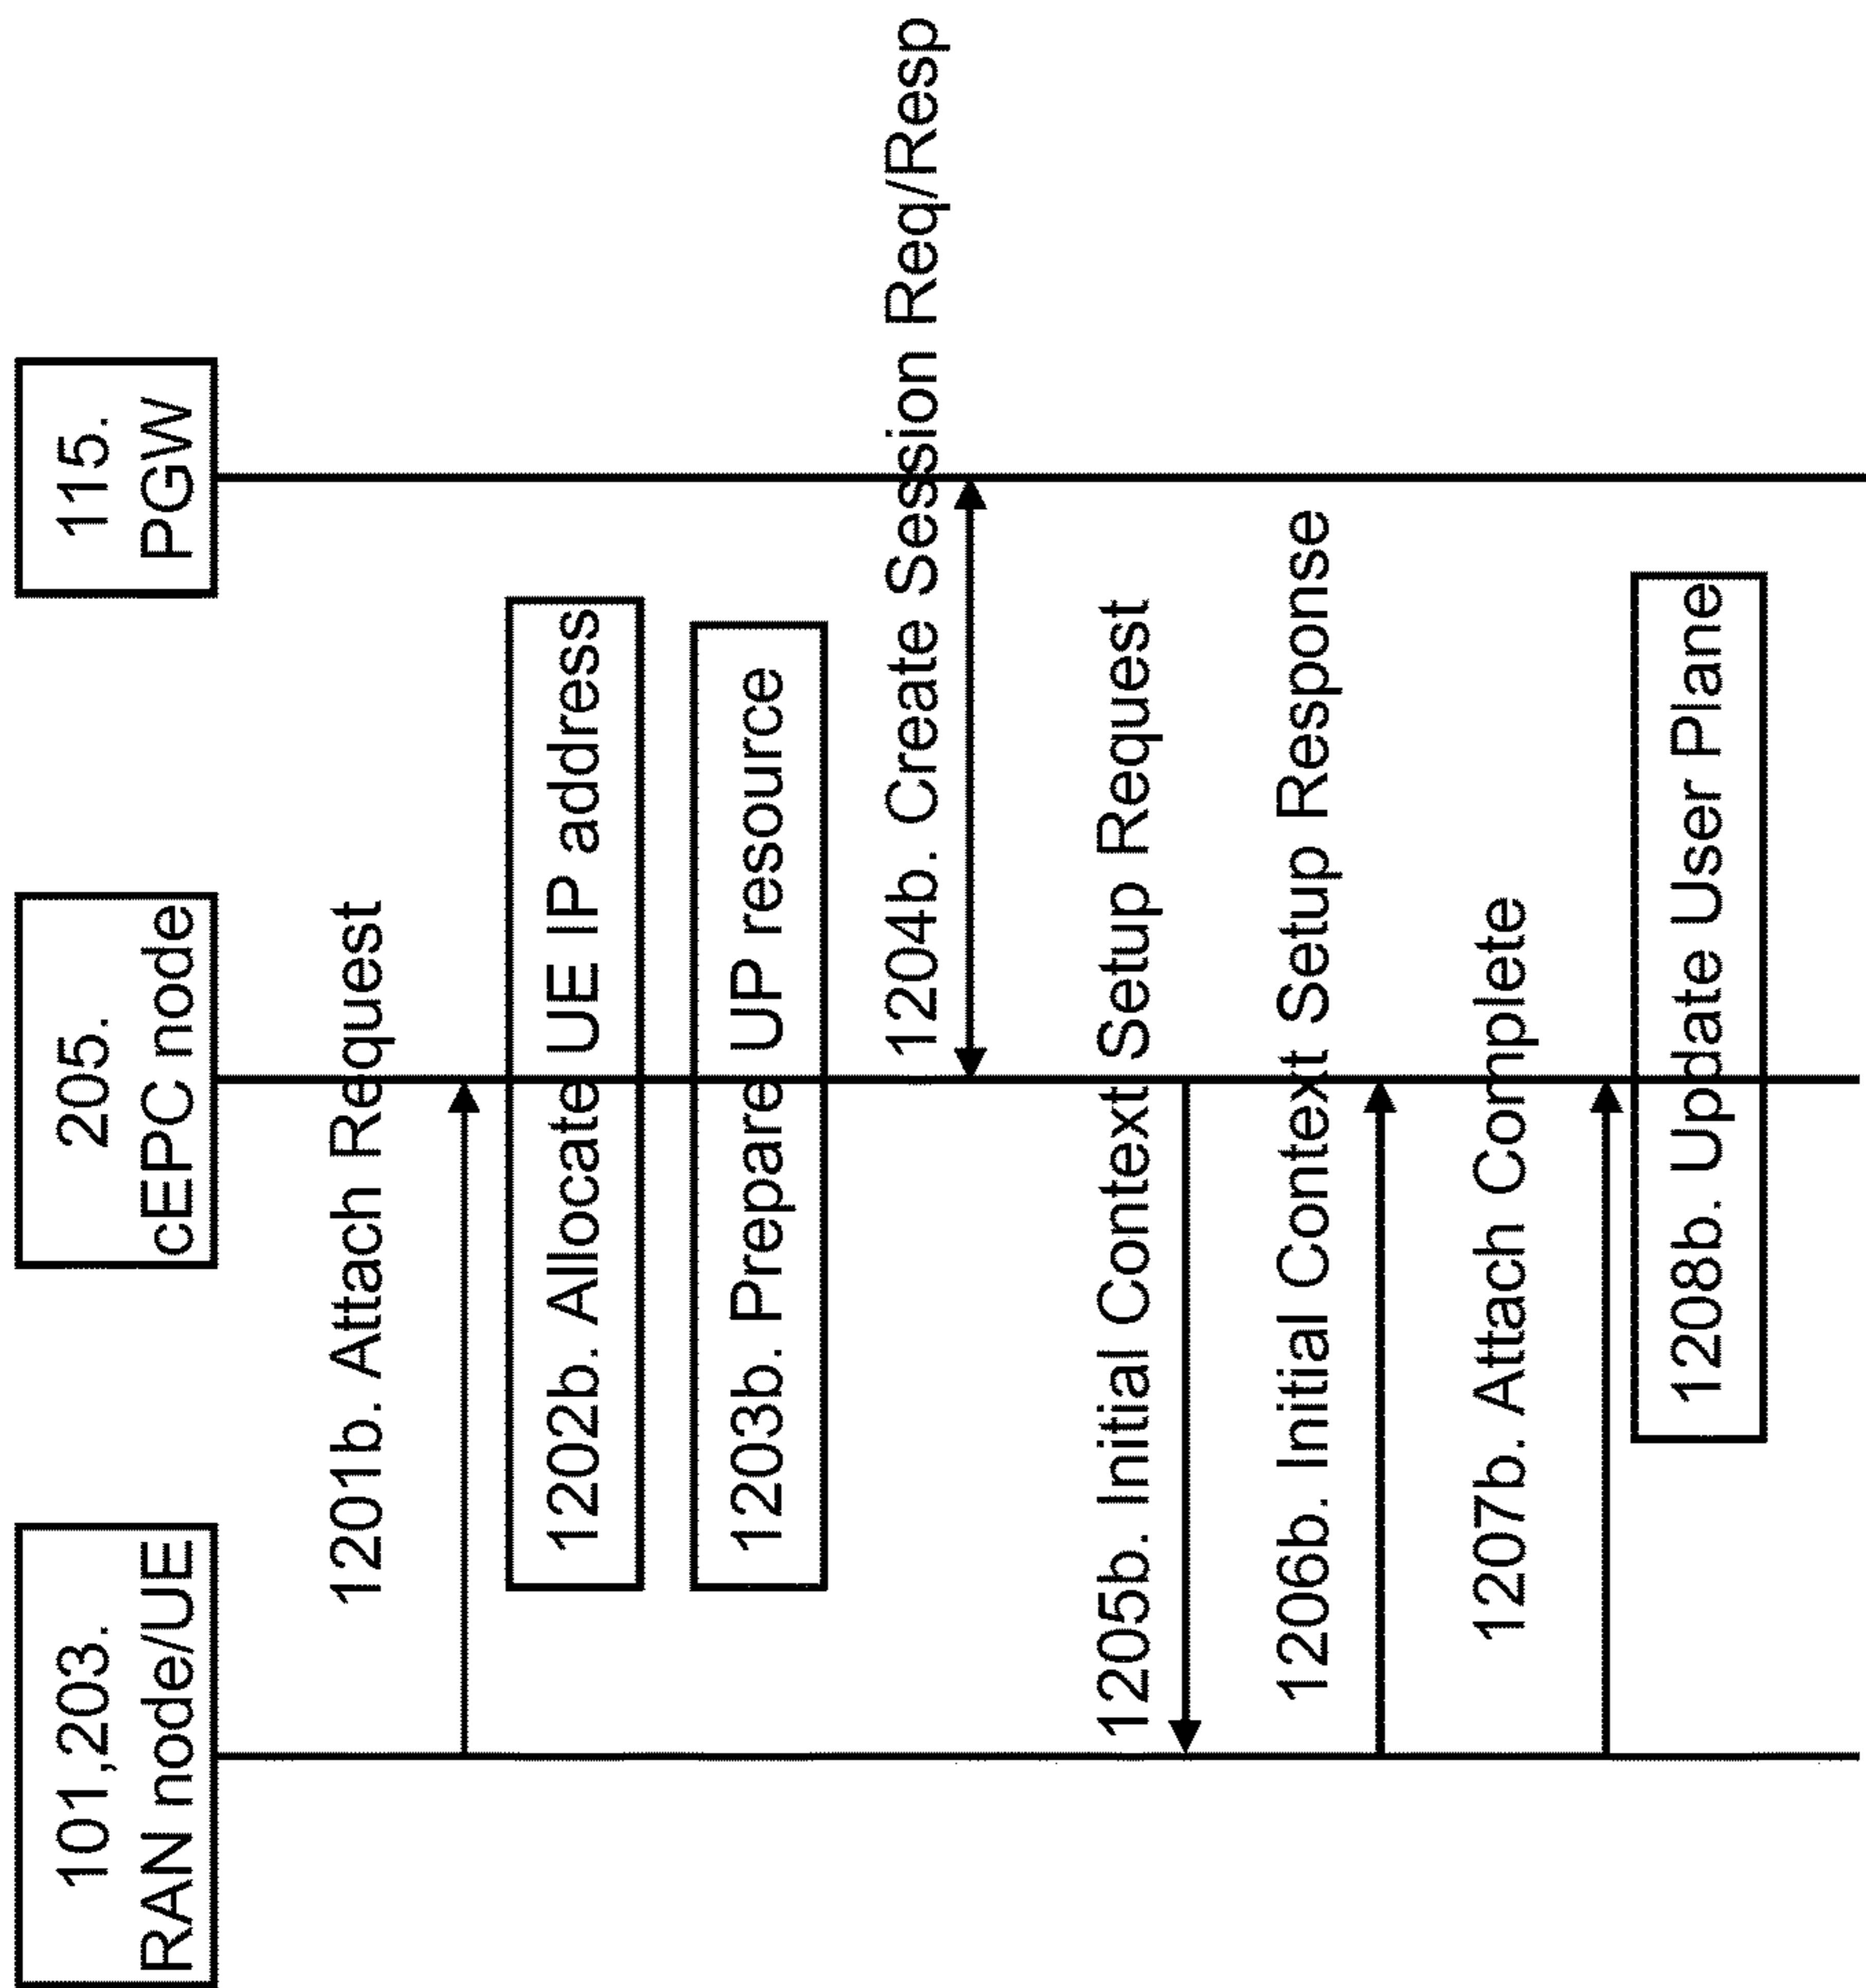 101,203.
RAN node/UE
205.
cEPC node
115.
PGW
1201b. Attach Request
1202b. Allocate UE IP address
1203b. Prepare UP resource
1204b. Create Session Req/Resp
1205b. Initial Context Setup Request
1206b. Initial Context Setup Response
1207b. Attach Complete
1208b. Update User Plane